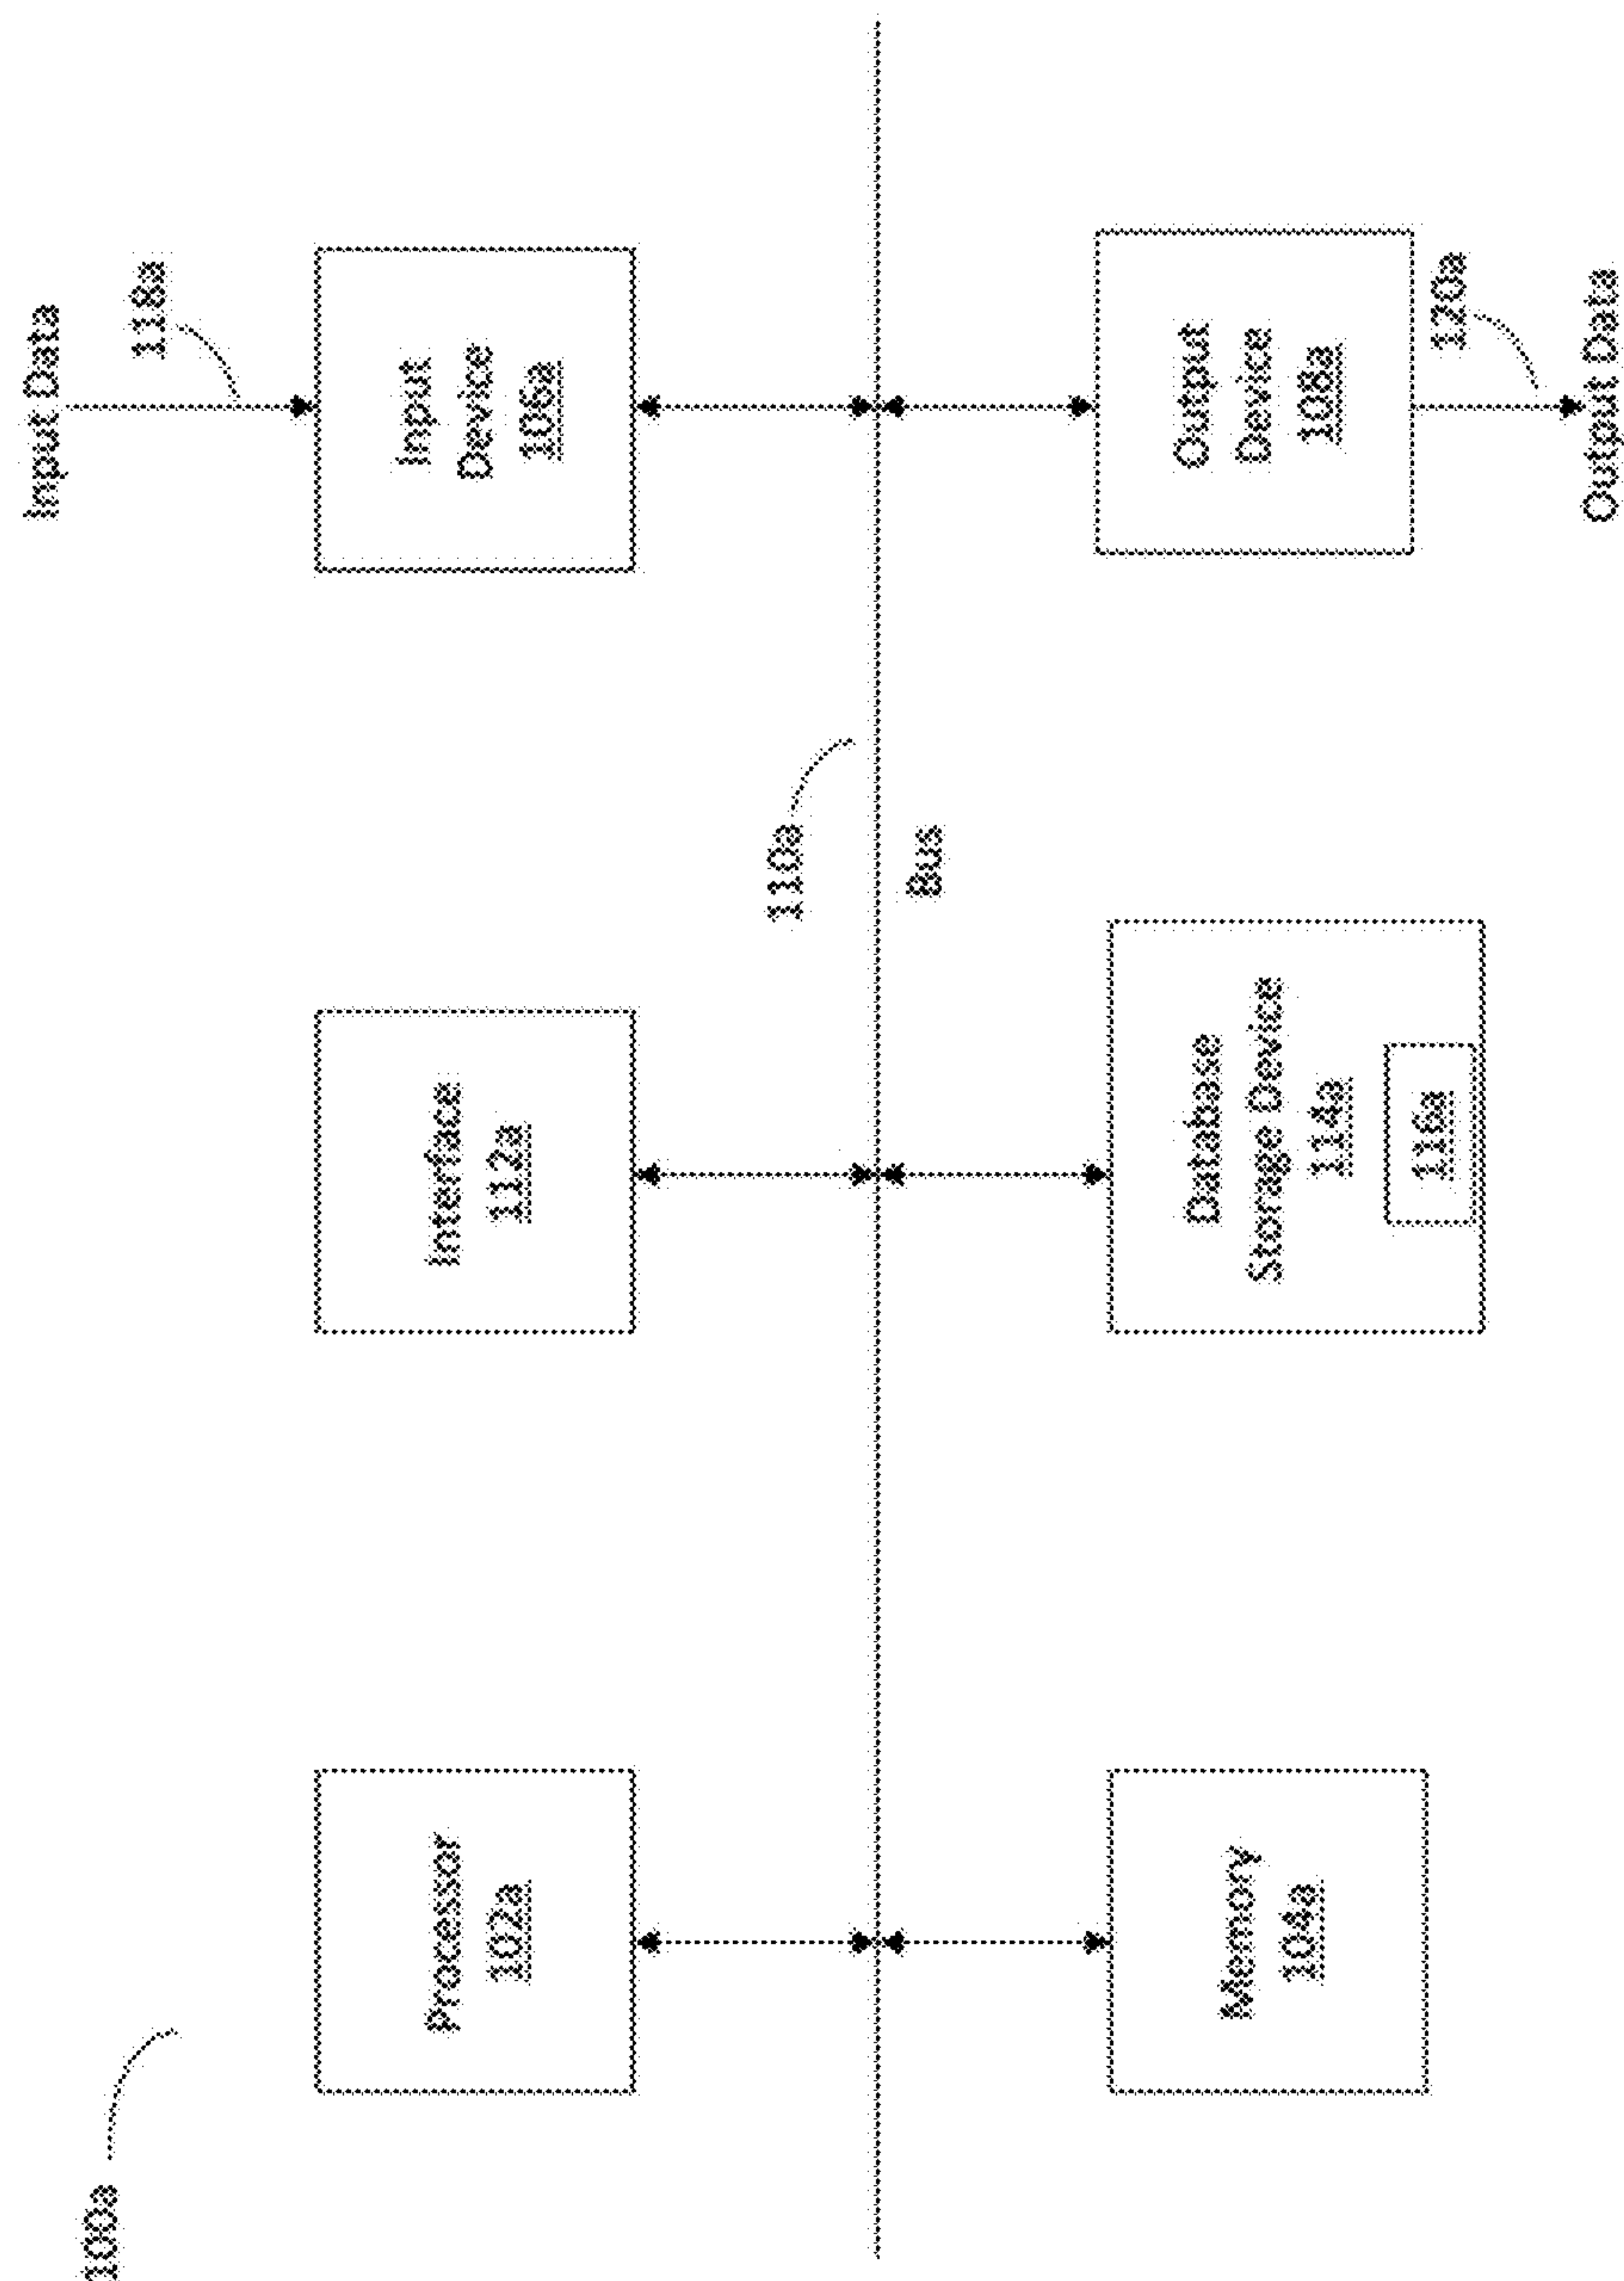 100a
Input Data
118a
Processor
102a
Interface
112a
Input
Device
106a
110a
Bus
Memory
104a
Database
Storage Device
114a
116a
Output
Device
108a
120a
Output Data